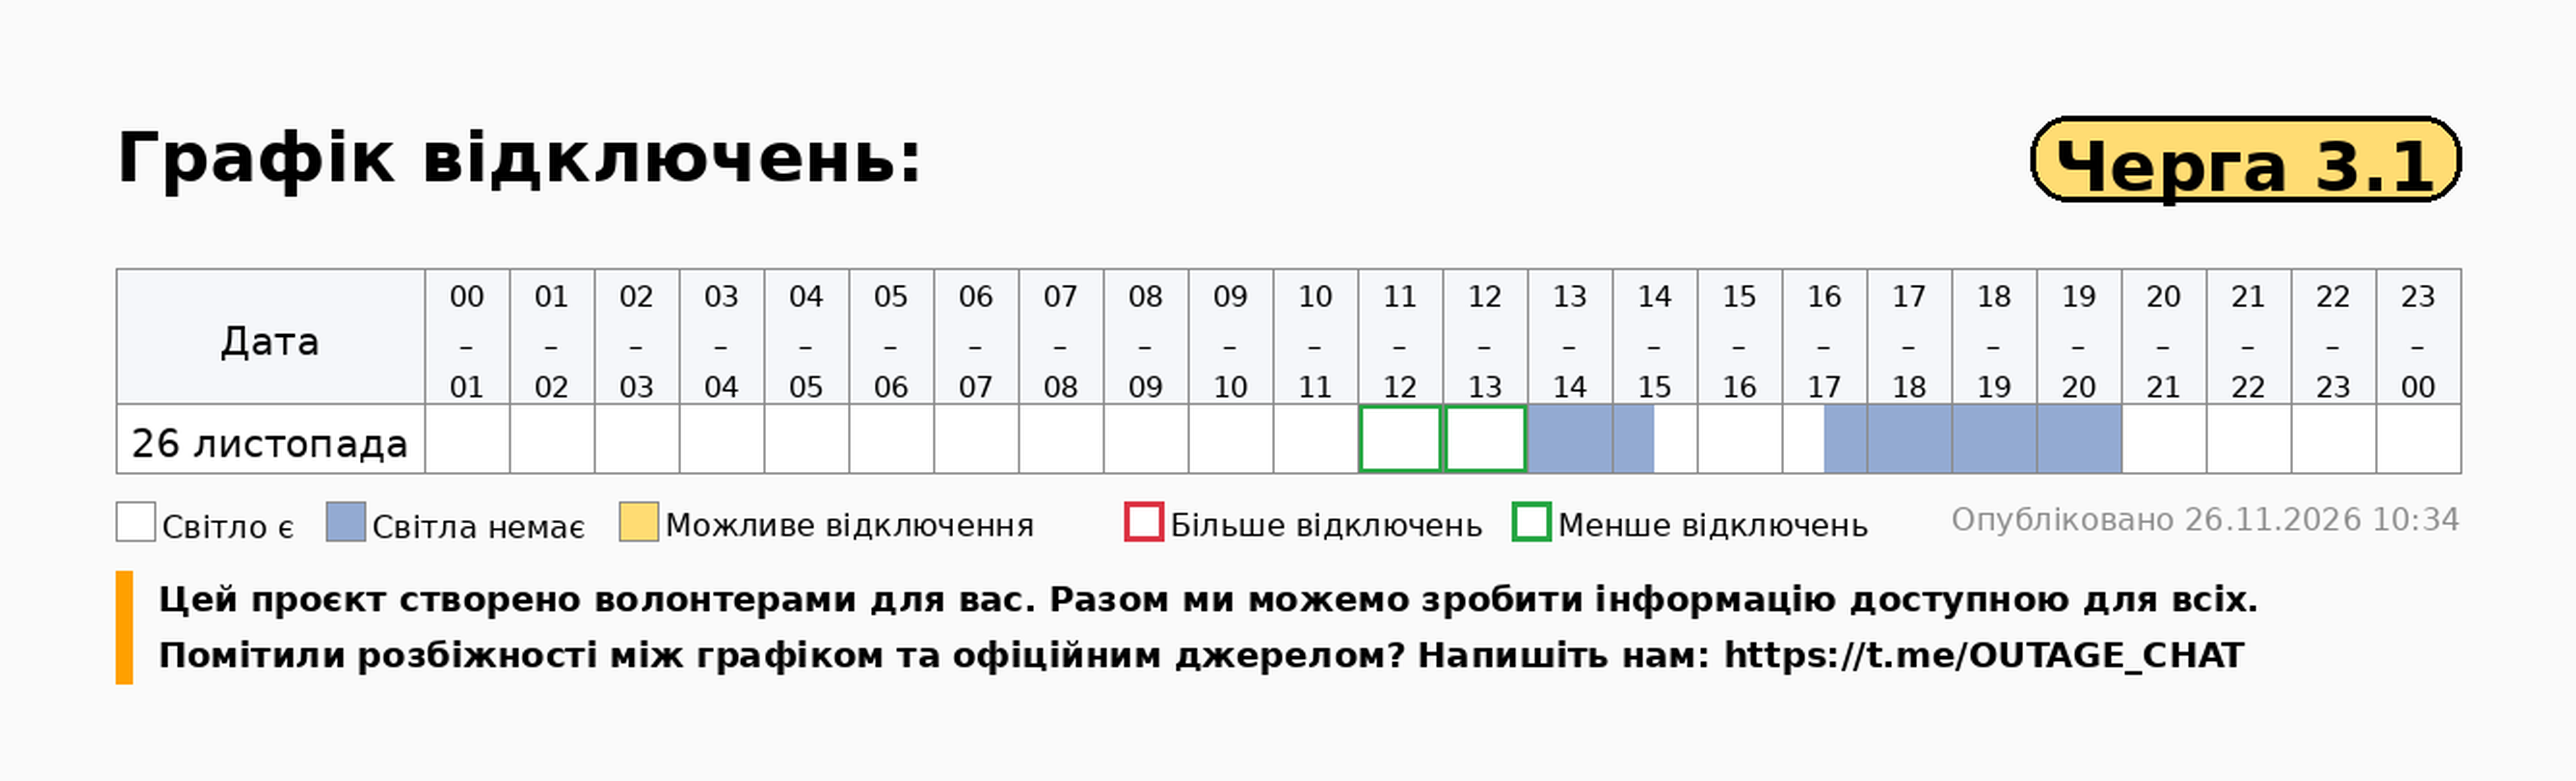 Графік відключень:
Черга 3.1
Дата 00 – 01 01 – 02 02 – 03 03 – 04 04 – 05 05 – 06 06 – 07 07 – 08 08 – 09 09 – 10 10 – 11 11 – 12 12 – 13 13 – 14 14 – 15 15 – 16 16 – 17 17 – 18 18 – 19 19 – 20 20 – 21 21 – 22 22 – 23 23 – 00
26 листопада
Світло є Світла немає Можливе відключення Більше відключень Менше відключень Опубліковано 26.11.2026 10:34
Цей проєкт створено волонтерами для вас. Разом ми можемо зробити інформацію доступною для всіх.
Помітили розбіжності між графіком та офіційним джерелом? Напишіть нам: https://t.me/OUTAGE_CHAT